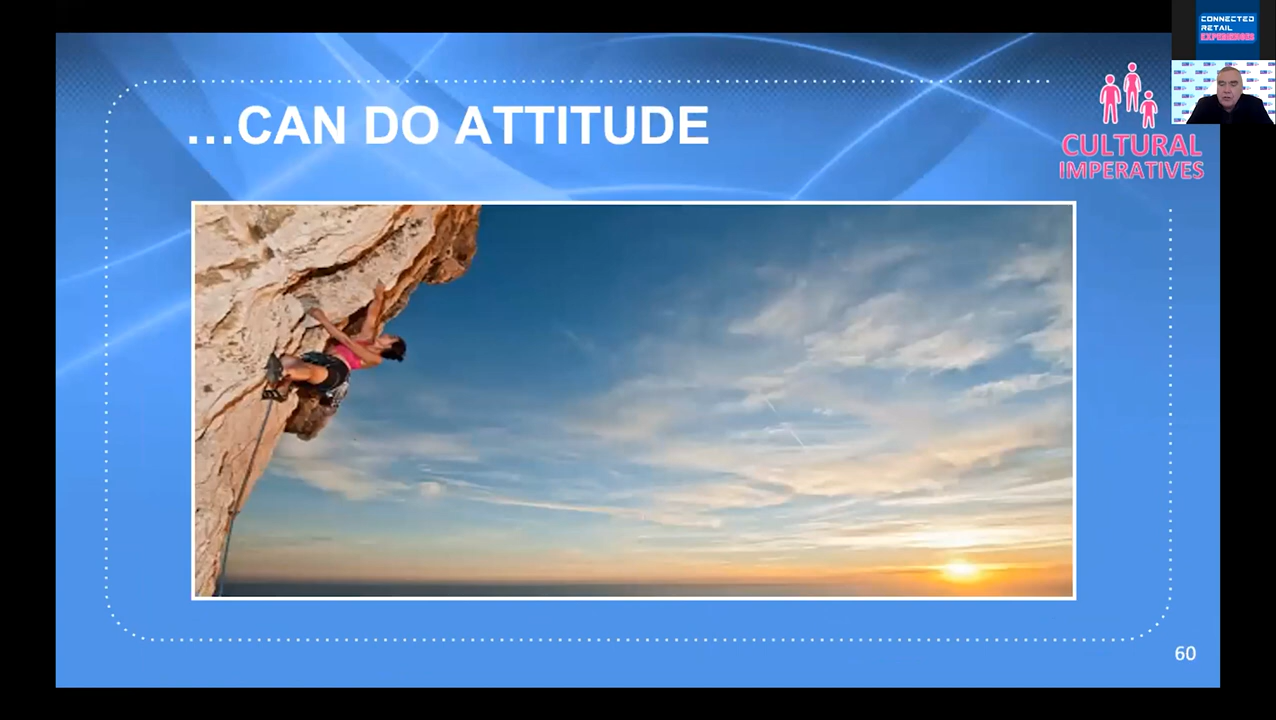 …CAN DO ATTITUDE
CONNECTED
RETAIL
EXPERIENCES
CULTURAL
IMPERATIVES
60